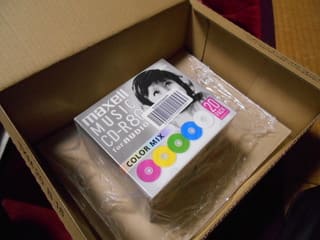 maxell
MUSIC
CD-R80
for audio
COLOR MIX
20